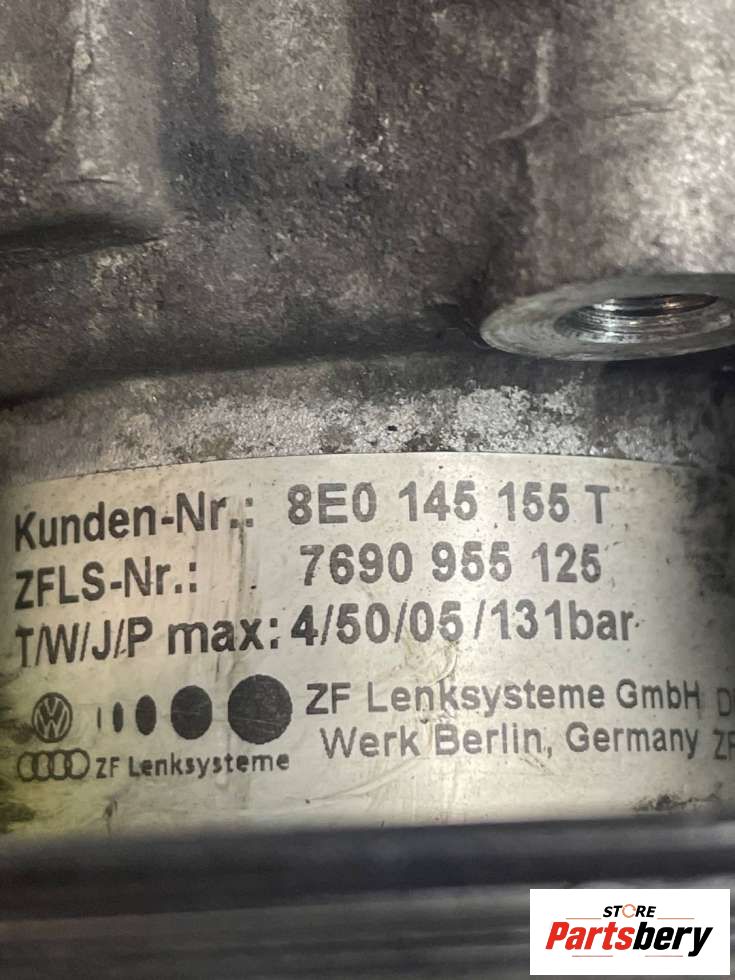 Kunden-Nr.: 8E0 145 155 T
ZFLS-Nr.: 7690 955 125
T/W/J/P max: 4/50/05/131bar
ZF Lenksysteme GmbH
Werk Berlin, Germany
VW
ZF Lenksysteme
STORE
Partsbery